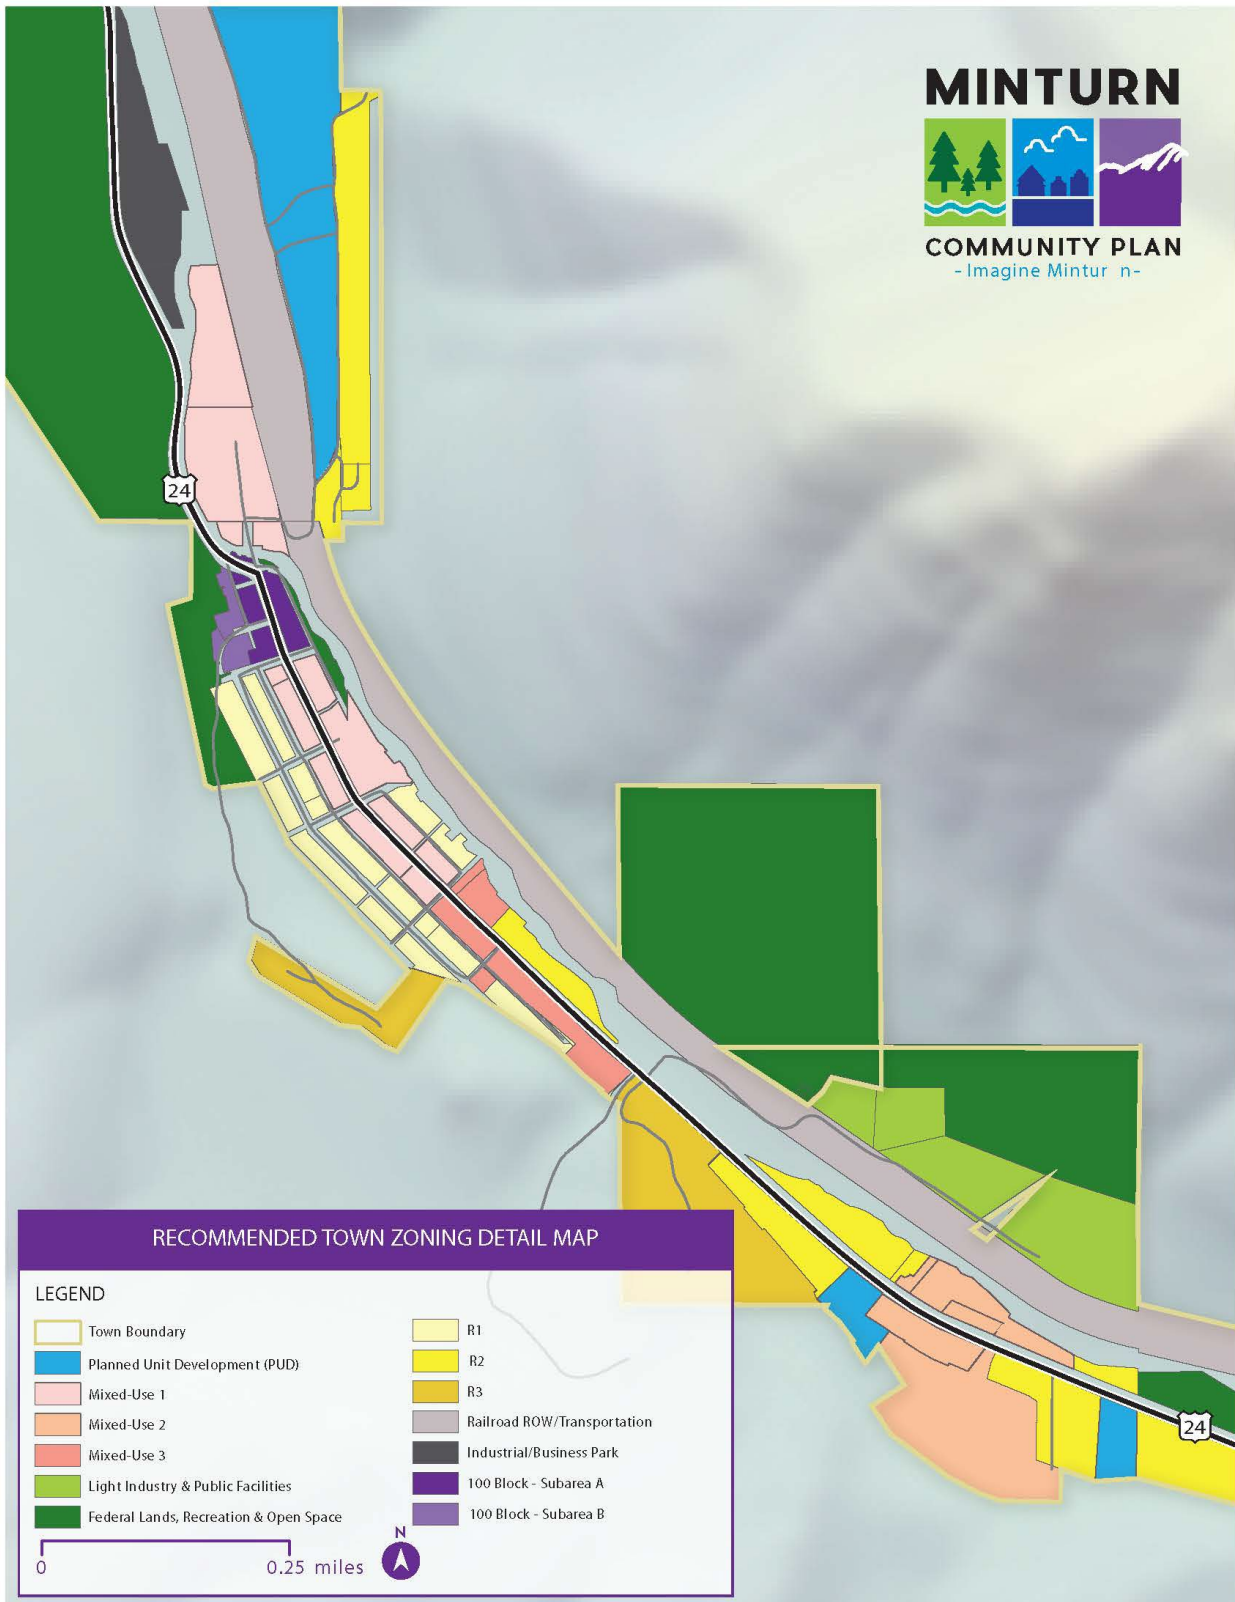 MINTURN
COMMUNITY PLAN
- Imagine Mintur n-
24
24
RECOMMENDED TOWN ZONING DETAIL MAP
LEGEND
Town Boundary
Planned Unit Development (PUD)
Mixed-Use 1
Mixed-Use 2
Mixed-Use 3
Light Industry & Public Facilities
Federal Lands, Recreation & Open Space
R1
R2
R3
Railroad ROW/Transportation
Industrial/Business Park
100 Block - Subarea A
100 Block - Subarea B
0
0.25 miles
N